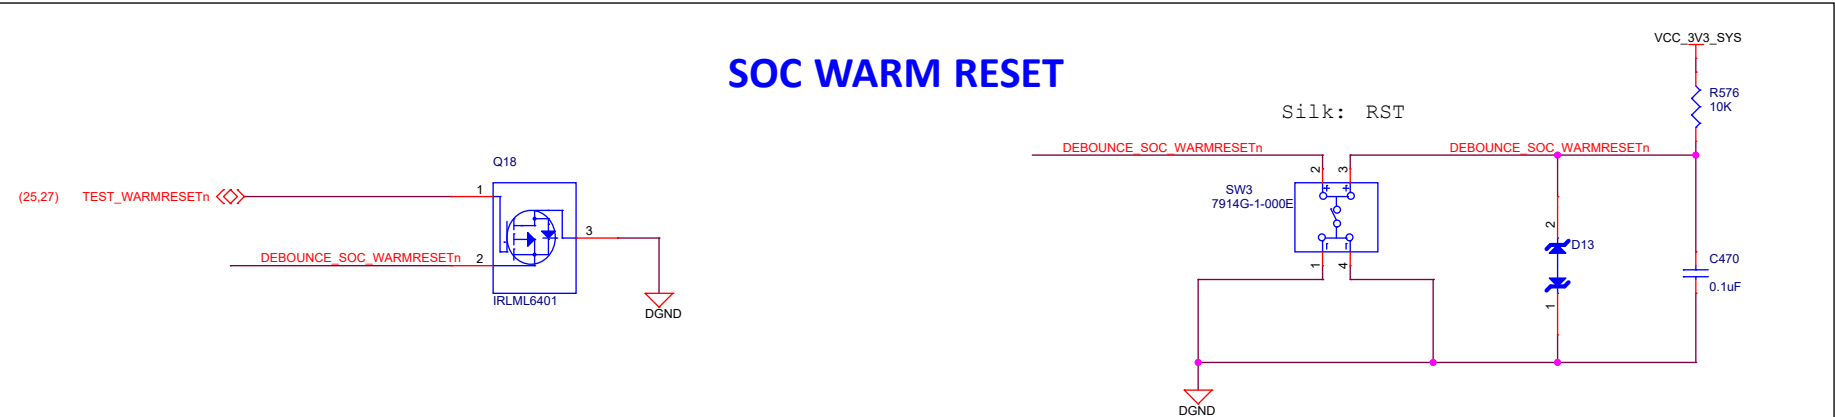 SOC WARM RESET
VCC_3V3_SYS
R576
10K
Silk: RST
DEBOUNCE_SOC_WARMRESETn
DEBOUNCE_SOC_WARMRESETn
Q18
2
3
SW3
7914G-1-000E
(25,27)
TEST_WARMRESETn
1
3
2
D13
DEBOUNCE_SOC_WARMRESETn
2
C470
0.1uF
1
4
IRLML6401
1
DGND
DGND